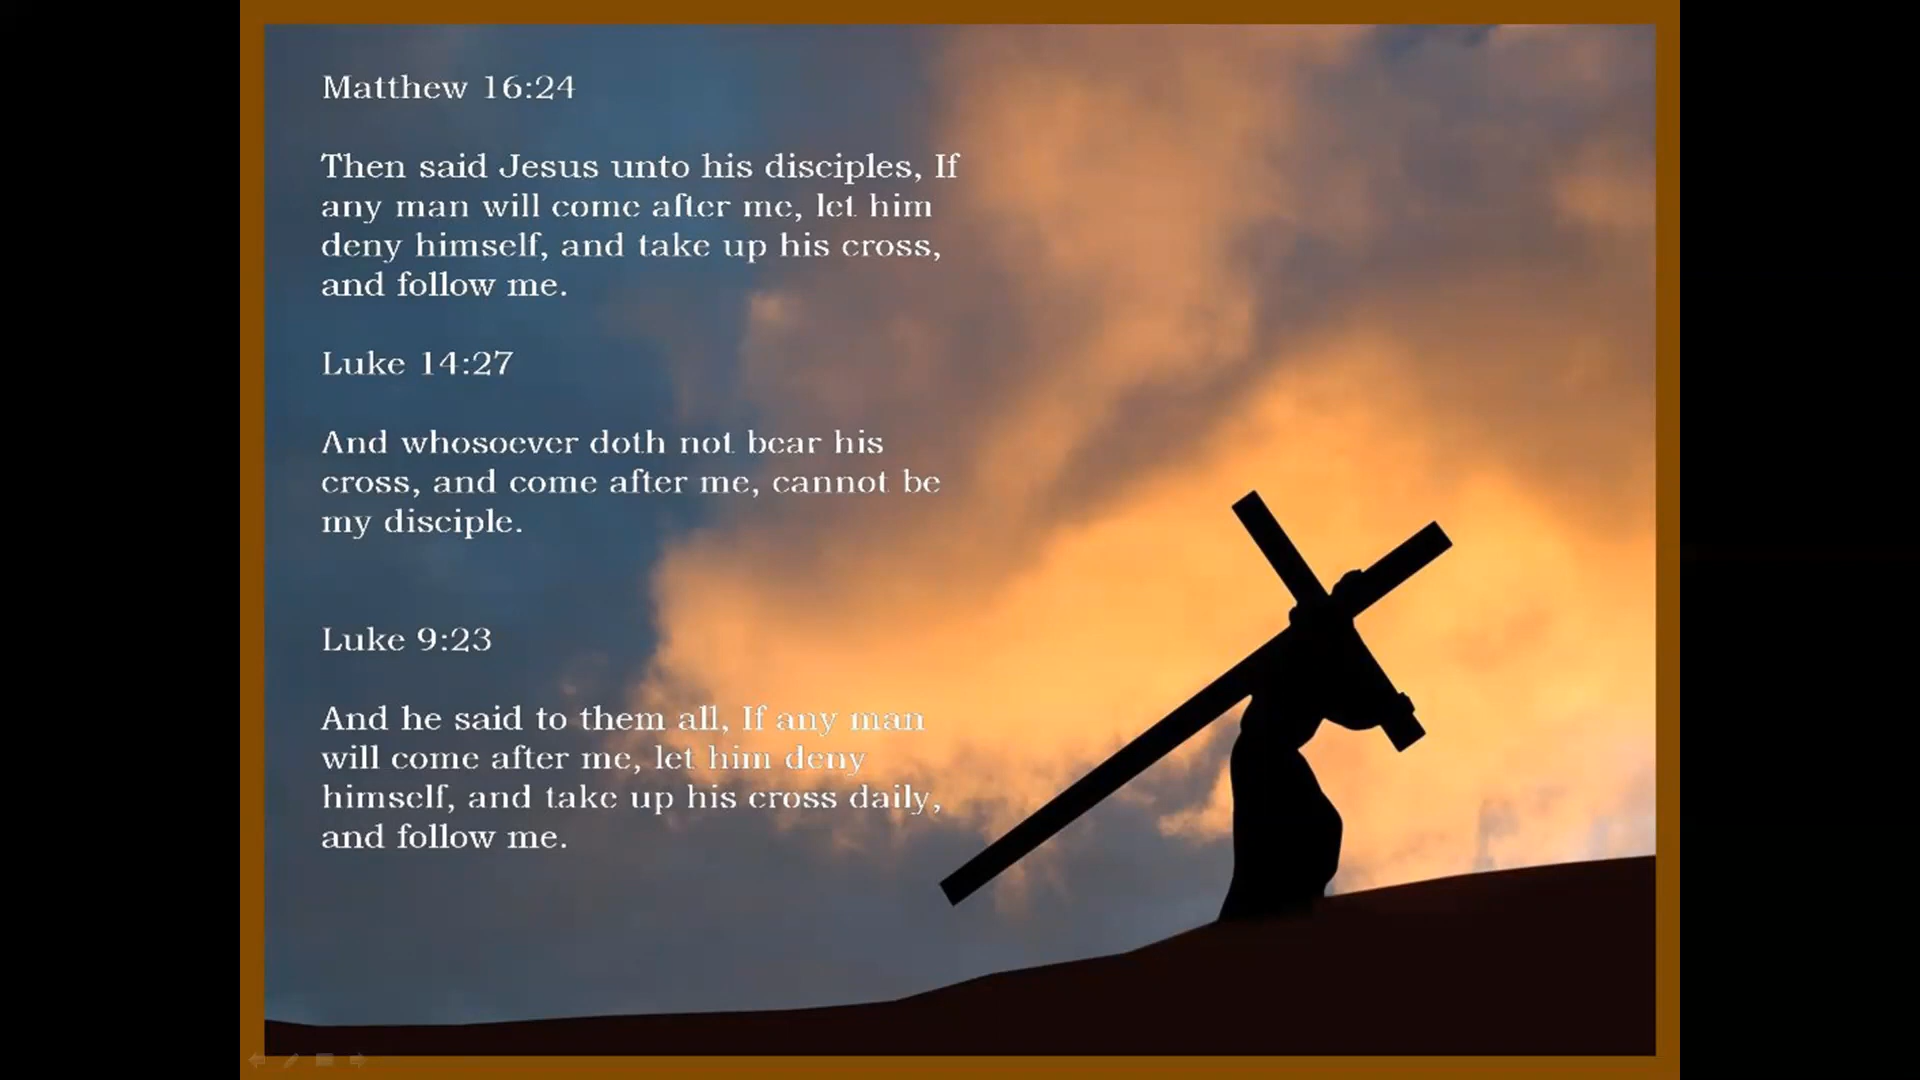 Matthew 16:24
Then said Jesus unto his disciples, If
any man will come after me, let him
deny himself, and take up his cross,
and follow me.
Luke 14:27
And whosoever doth not bear his
cross, and come after me, cannot be
my disciple.
Luke 9:23
And he said to them all, If any man
will come after me, let him deny
himself, and take up his cross daily,
and follow me.